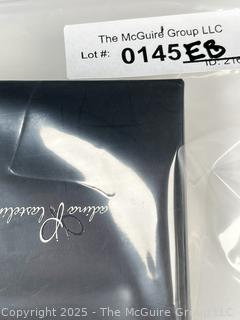 The McGuire Group LLC
Lot #: 0145EB
Copyright 2025 - The McGuire Group LLC